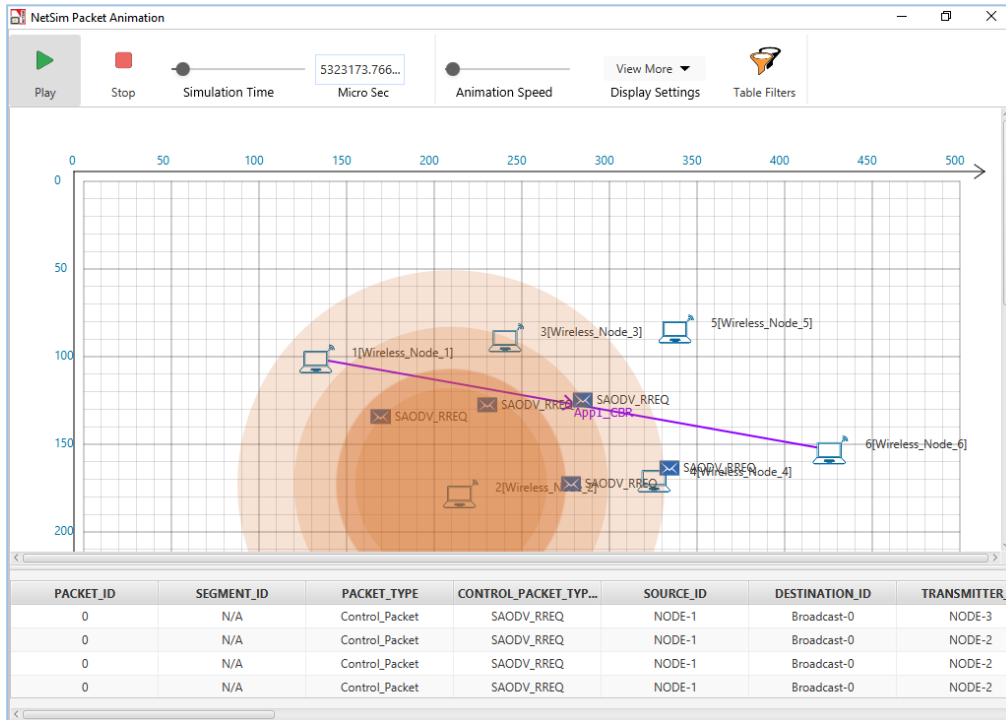 NetSim Packet Animation
5323173.766...
View More
Play Stop Simulation Time Micro Sec Animation Speed Display Settings Table Filters
0 50 100 150 200 250 300 350 400 450 500
0
50
5[Wireless_Node_5]
3[Wireless_Node_3]
100
1[Wireless_Node_1]
SAODV_RREQ
SAODV_RREQ
App1_CBR
SAODV_RREQ
150
6[Wireless_Node_6]
SAODV_RREQ
4[Wireless_Node_4]
2[Wireless_Node_2]
SAODV_RREQ
200
PACKET_ID SEGMENT_ID PACKET_TYPE CONTROL_PACKET_TYP... SOURCE_ID DESTINATION_ID TRANSMITTER_
0 N/A Control_Packet SAODV_RREQ NODE-1 Broadcast-0 NODE-3
0 N/A Control_Packet SAODV_RREQ NODE-1 Broadcast-0 NODE-2
0 N/A Control_Packet SAODV_RREQ NODE-1 Broadcast-0 NODE-2
0 N/A Control_Packet SAODV_RREQ NODE-1 Broadcast-0 NODE-2